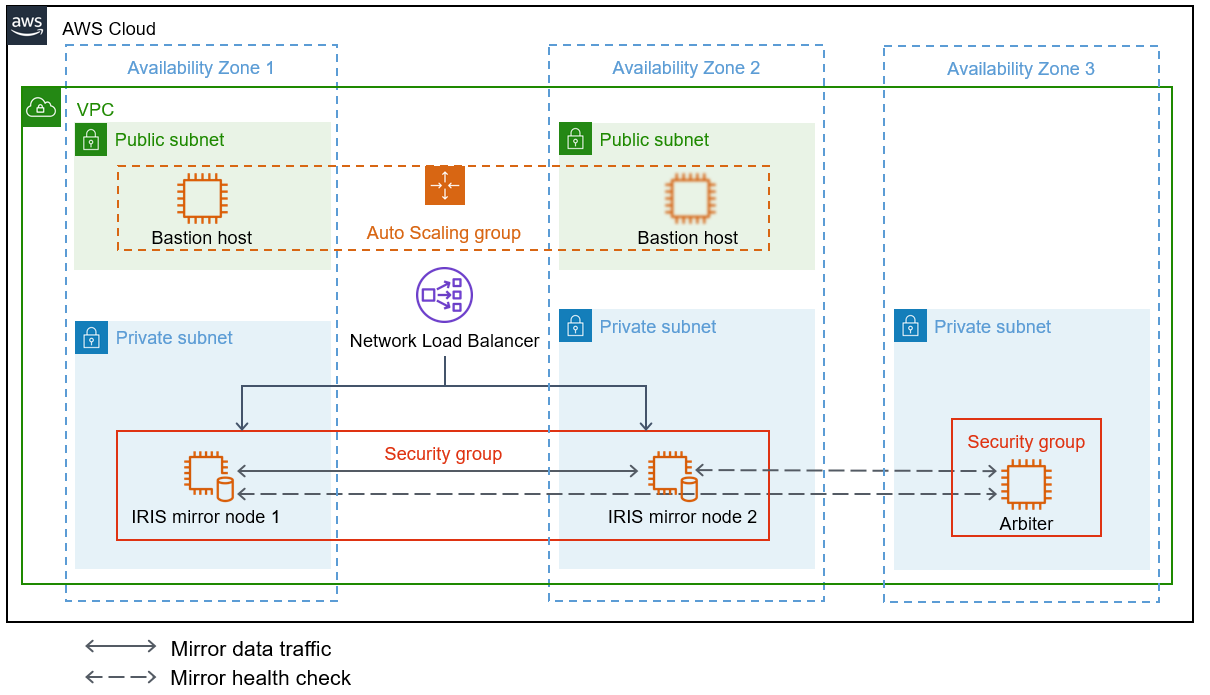 aws
AWS Cloud
Availability Zone 1
Availability Zone 2
Availability Zone 3
VPC
Public subnet
Public subnet
Bastion host
Auto Scaling group
Bastion host
Network Load Balancer
Private subnet
Private subnet
Private subnet
Security group
Security group
IRIS mirror node 1
IRIS mirror node 2
Arbiter
Mirror data traffic
Mirror health check